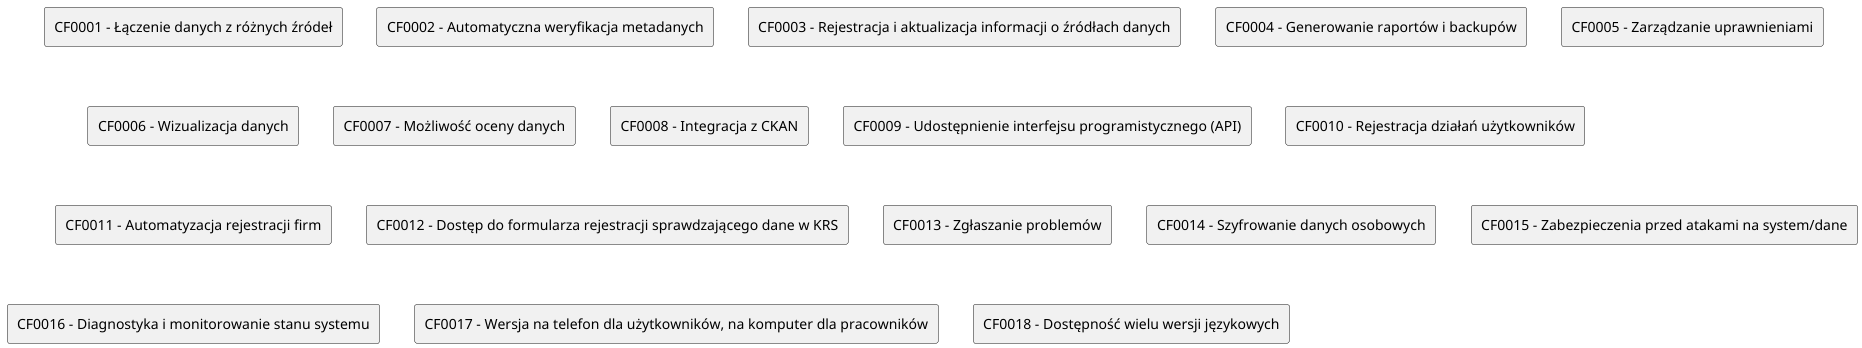 CF0001 - Łączenie danych z różnych źródeł
CF0002 - Automatyczna weryfikacja metadanych
CF0003 - Rejestracja i aktualizacja informacji o źródłach danych
CF0004 - Generowanie raportów i backupów
CF0005 - Zarządzanie uprawnieniami
CF0006 - Wizualizacja danych
CF0007 - Możliwość oceny danych
CF0008 - Integracja z CKAN
CF0009 - Udostępnienie interfejsu programistycznego (API)
CF0010 - Rejestracja działań użytkowników
CF0011 - Automatyzacja rejestracji firm
CF0012 - Dostęp do formularza rejestracji sprawdzającego dane w KRS
CF0013 - Zgłaszanie problemów
CF0014 - Szyfrowanie danych osobowych
CF0015 - Zabezpieczenia przed atakami na system/dane
CF0016 - Diagnostyka i monitorowanie stanu systemu
CF0017 - Wersja na telefon dla użytkowników, na komputer dla pracowników
CF0018 - Dostępność wielu wersji językowych